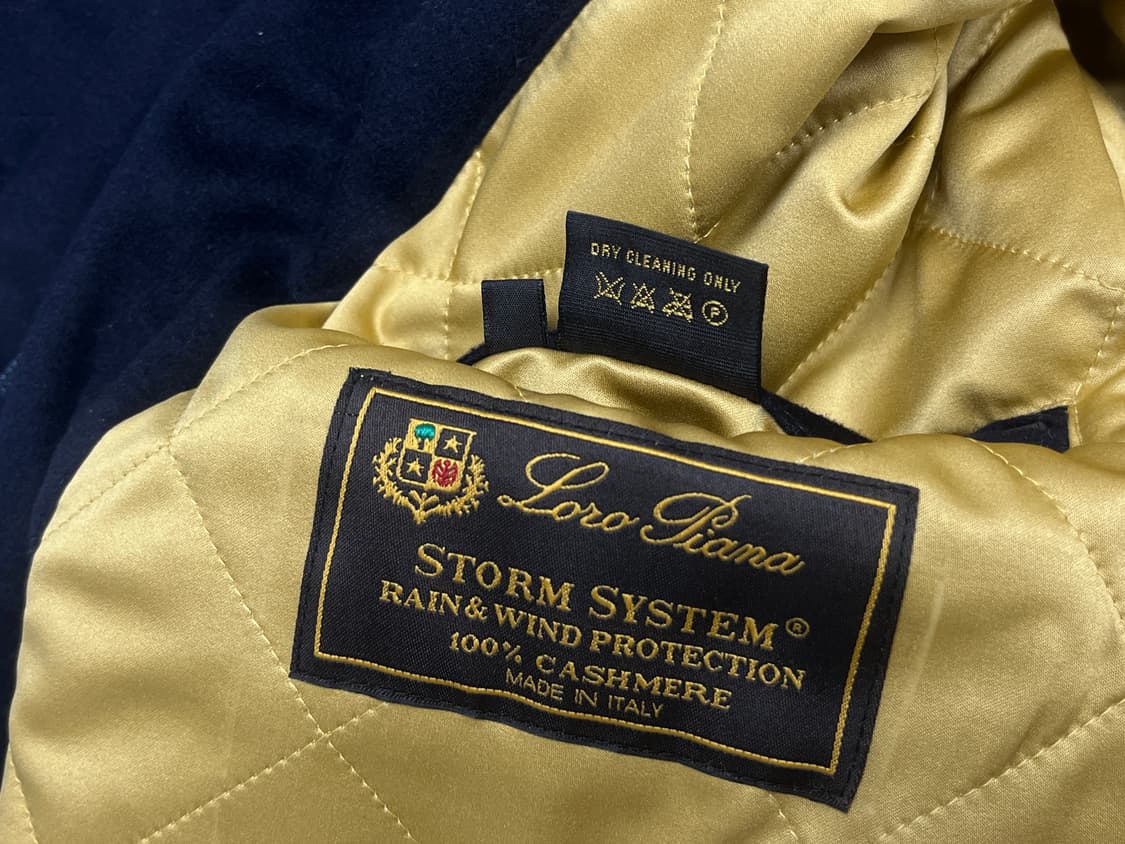 DRY CLEANING ONLY
P
Loro Piana
STORM SYSTEM®
RAIN & WIND PROTECTION
100% CASHMERE
MADE IN ITALY